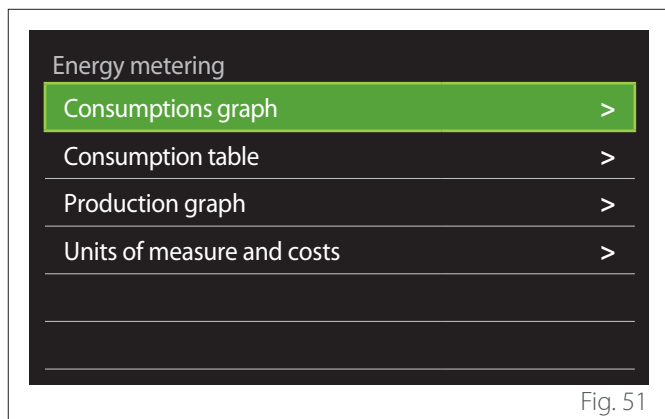 Energy metering
Consumptions graph >
Consumption table >
Production graph >
Units of measure and costs >
Fig. 51